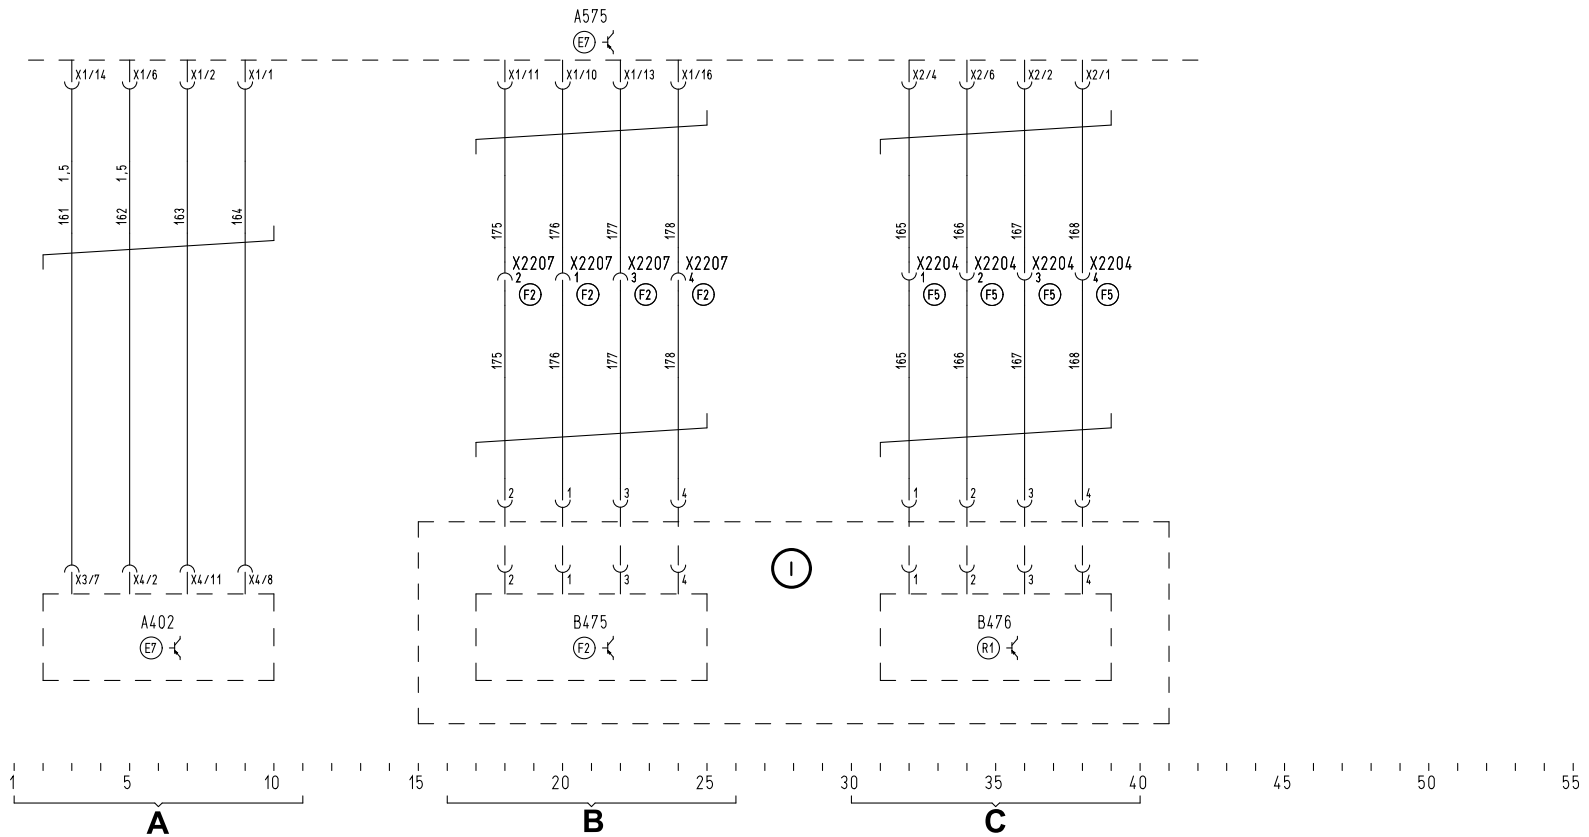 A575
E7
X1/14 X1/6 X1/2 X1/1 X1/11 X1/10 X1/13 X1/16 X2/4 X2/6 X2/2 X2/1
1,5 1,5
161 162 163 164 175 176 177 178 165 166 167 168
X2207 X2207 X2207 X2207 X2204 X2204 X2204 X2204
2 1 3 4 1 2 3 4
F2 F2 F2 F2 F5 F5 F5 F5
175 176 177 178 165 166 167 168
2 1 3 4 1 2 3 4
I
X3/7 X4/2 X4/11 X4/8 2 1 3 4 1 2 3 4
A402 B475 B476
E7 F2 R1
1 5 10 15 20 25 30 35 40 45 50 55
A B C